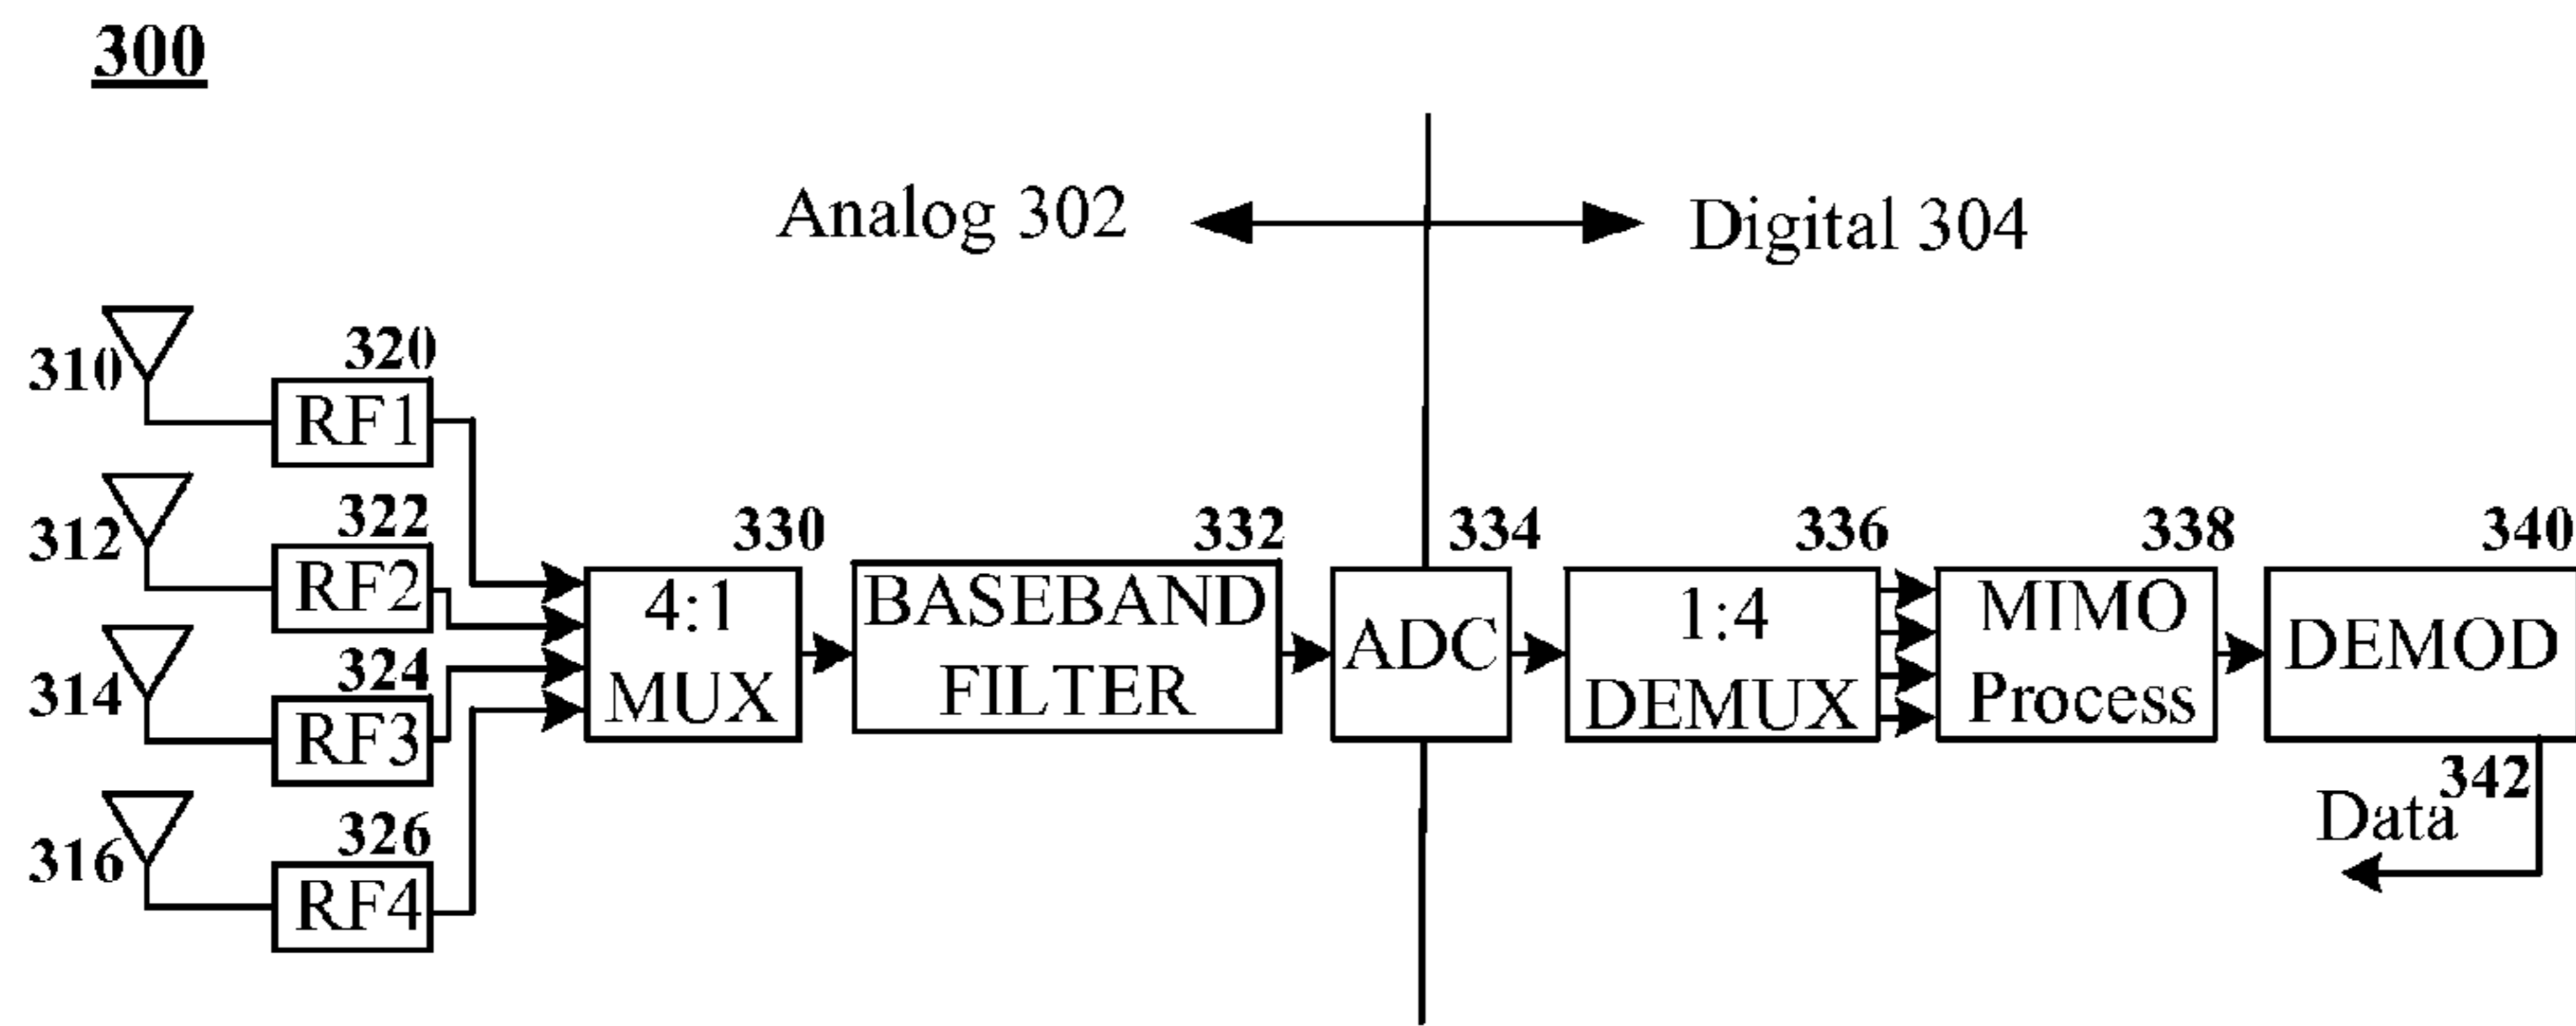 300
Analog 302
Digital 304
310
320
RF1
312
322
RF2
314
324
RF3
316
326
RF4
330
4:1
MUX
332
BASEBAND
FILTER
334
ADC
336
1:4
DEMUX
338
MIMO
Process
340
DEMOD
342
Data